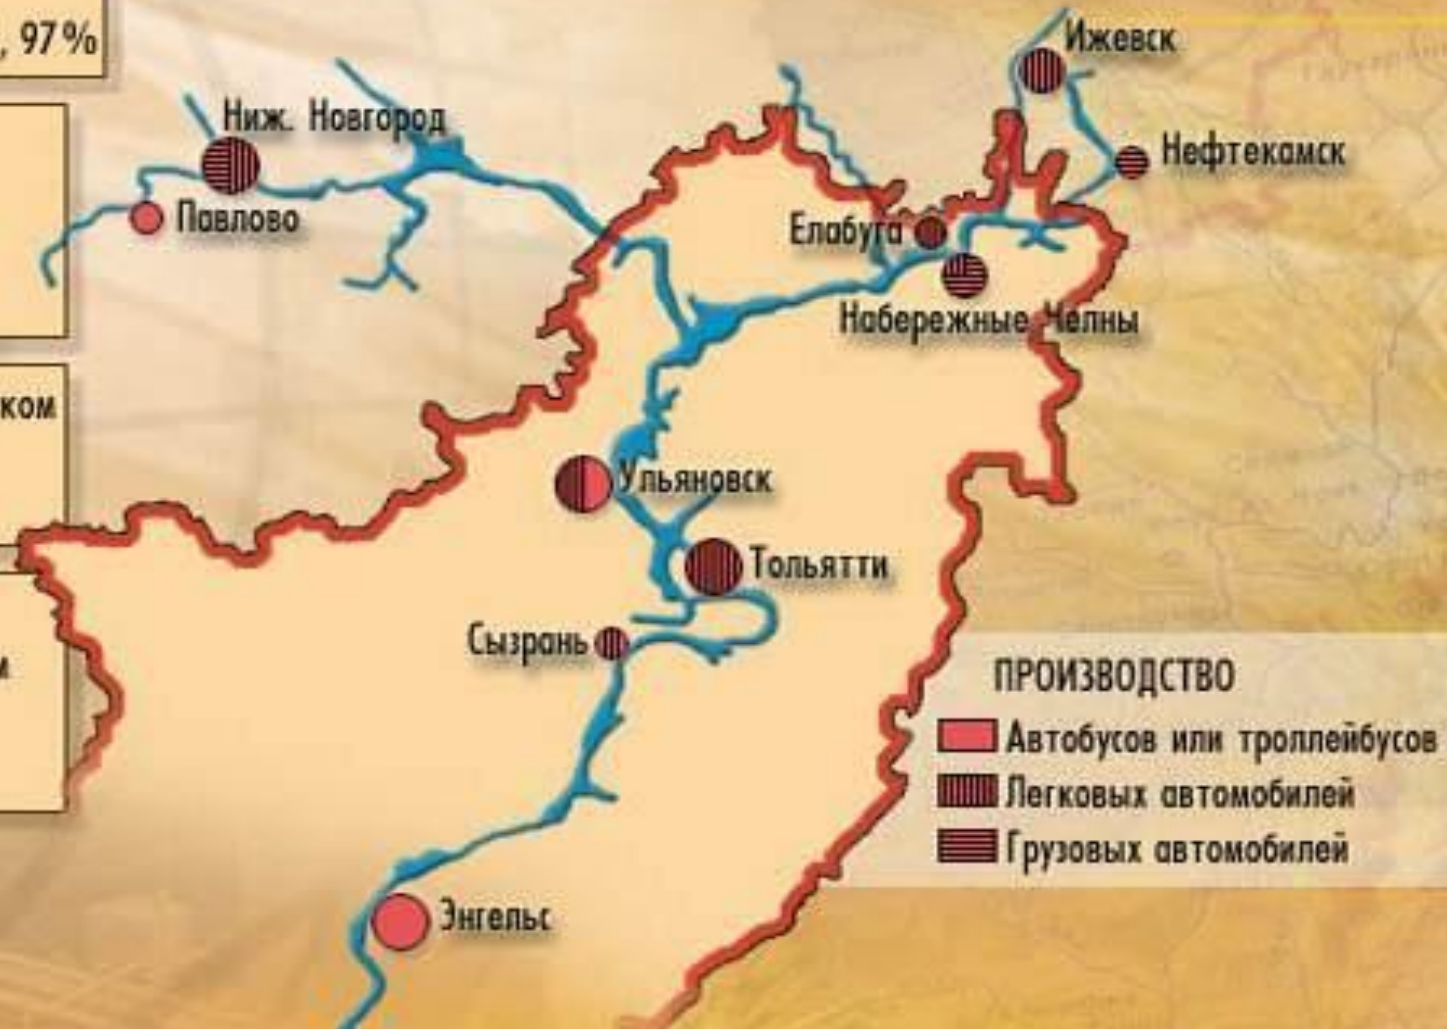 , 97%
Ижевск
Ниж. Новгород
Нефтекамск
Павлово
Елабуга
Набережные Челны
ком
Ульяновск
Тольятти
Сызрань
м
ПРОИЗВОДСТВО
Автобусов или троллейбусов
Легковых автомобилей
Грузовых автомобилей
Энгельс